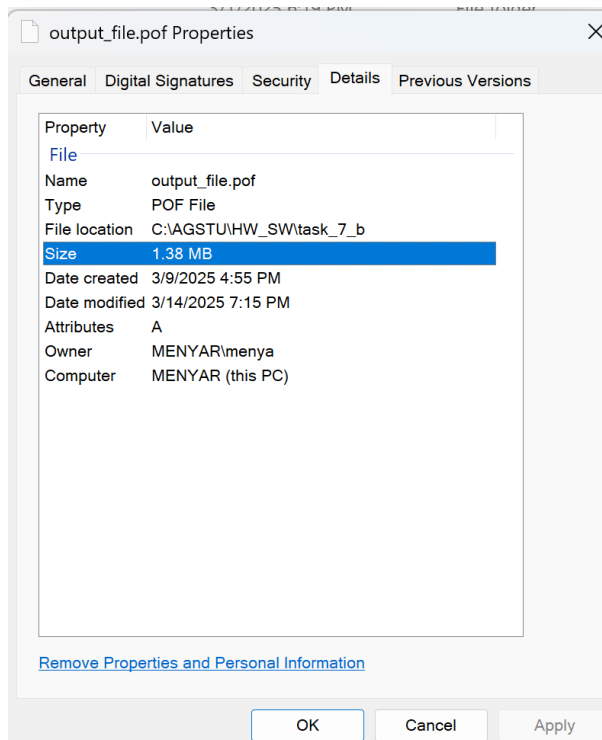 output_file.pof Properties
General Digital Signatures Security Details Previous Versions
Property Value
File
Name output_file.pof
Type POF File
File location C:\AGSTU\HW_SW\task_7_b
Size 1.38 MB
Date created 3/9/2025 4:55 PM
Date modified 3/14/2025 7:15 PM
Attributes A
Owner MENYAR\menya
Computer MENYAR (this PC)
Remove Properties and Personal Information
OK Cancel Apply